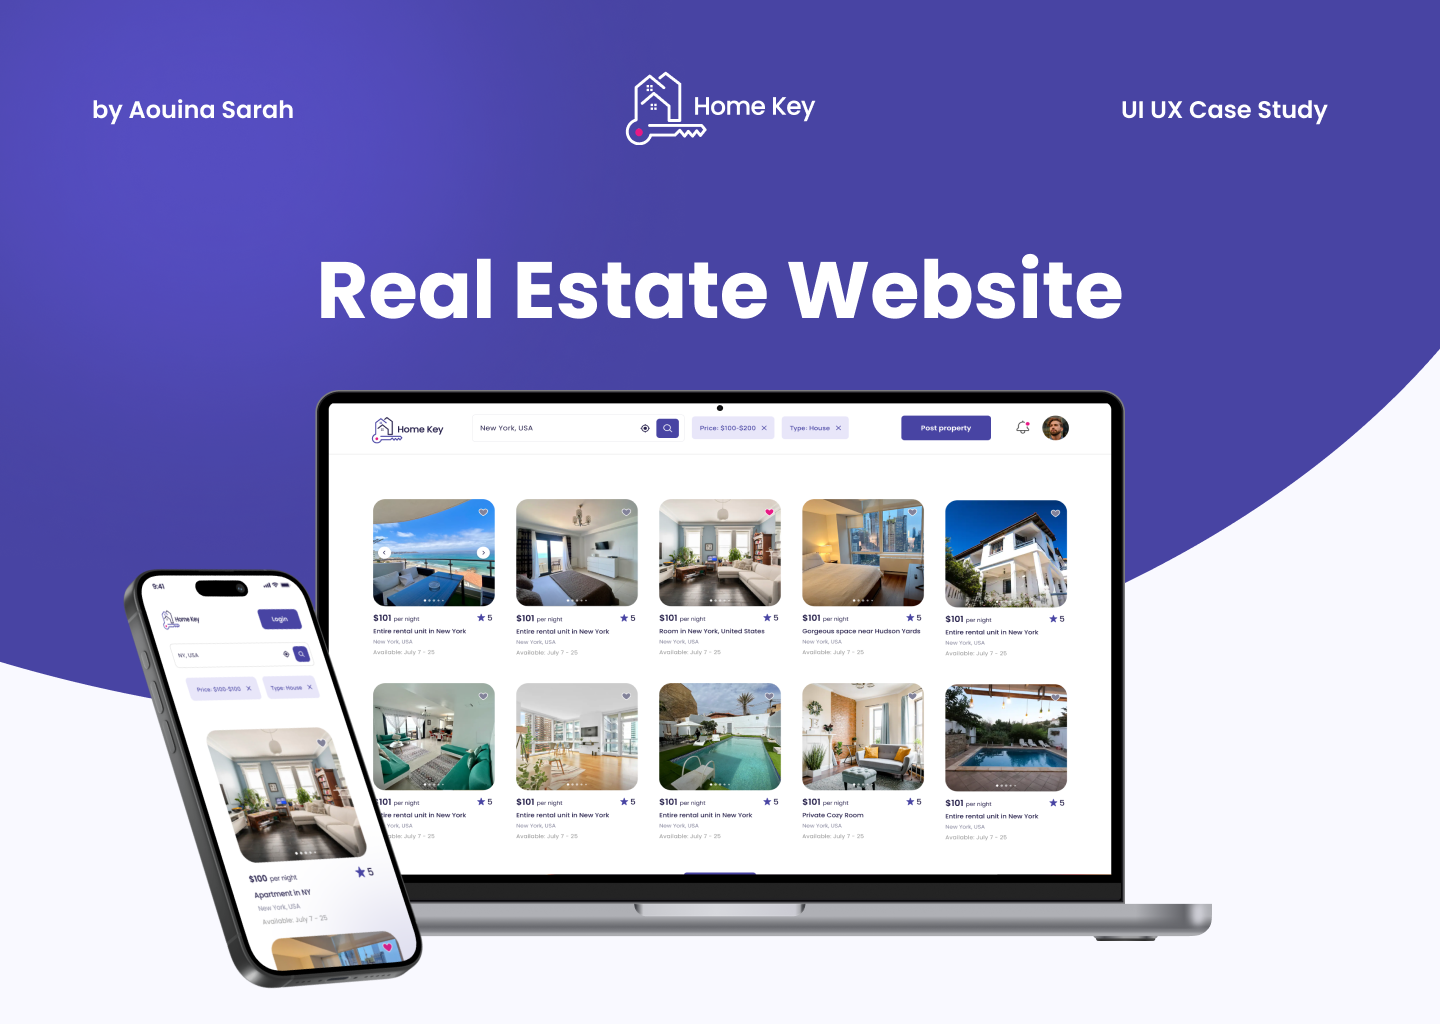 by Aouina Sarah
Home Key
UI UX Case Study
Real Estate Website
Home Key
New York, USA
Price: $100-$200 ×
Type: House ×
Post property
$101 per night ★ 5
Entire rental unit in New York
New York, USA
Available: July 7 - 25
$101 per night ★ 5
Entire rental unit in New York
New York, USA
Available: July 7 - 25
$101 per night ★ 5
Room in New York, United States
New York, USA
Available: July 7 - 25
$101 per night ★ 5
Gorgeous space near Hudson Yards
New York, USA
Available: July 7 - 25
$101 per night ★ 5
Entire rental unit in New York
New York, USA
Available: July 7 - 25
$101 per night ★ 5
Entire rental unit in New York
New York, USA
Available: July 7 - 25
$101 per night ★ 5
Entire rental unit in New York
New York, USA
Available: July 7 - 25
$101 per night ★ 5
Entire rental unit in New York
New York, USA
Available: July 7 - 25
$101 per night ★ 5
Private Cozy Room
New York, USA
Available: July 7 - 25
$101 per night ★ 5
Entire rental unit in New York
New York, USA
Available: July 7 - 25
9:41
Home Key
Login
NY, USA
Price: $100-$100 ×
Type: House ×
$100 per night ★ 5
Apartment in NY
New York, USA
Available: July 7 - 25